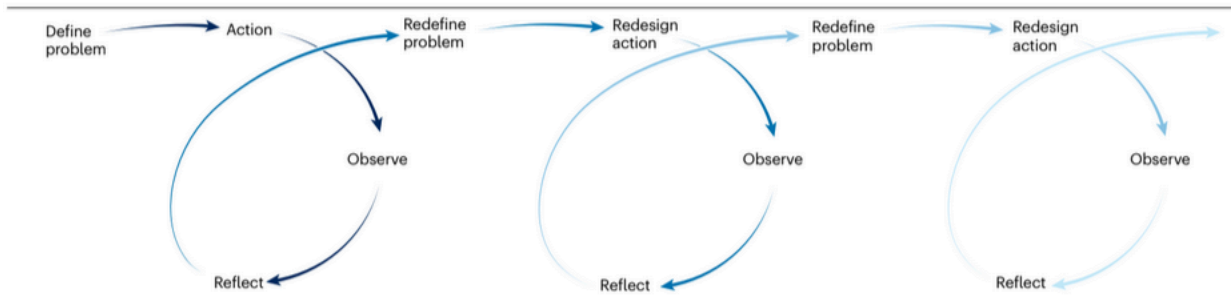 Define
problem
Action
Observe
Reflect
Redefine
problem
Redesign
action
Observe
Reflect
Redefine
problem
Redesign
action
Observe
Reflect